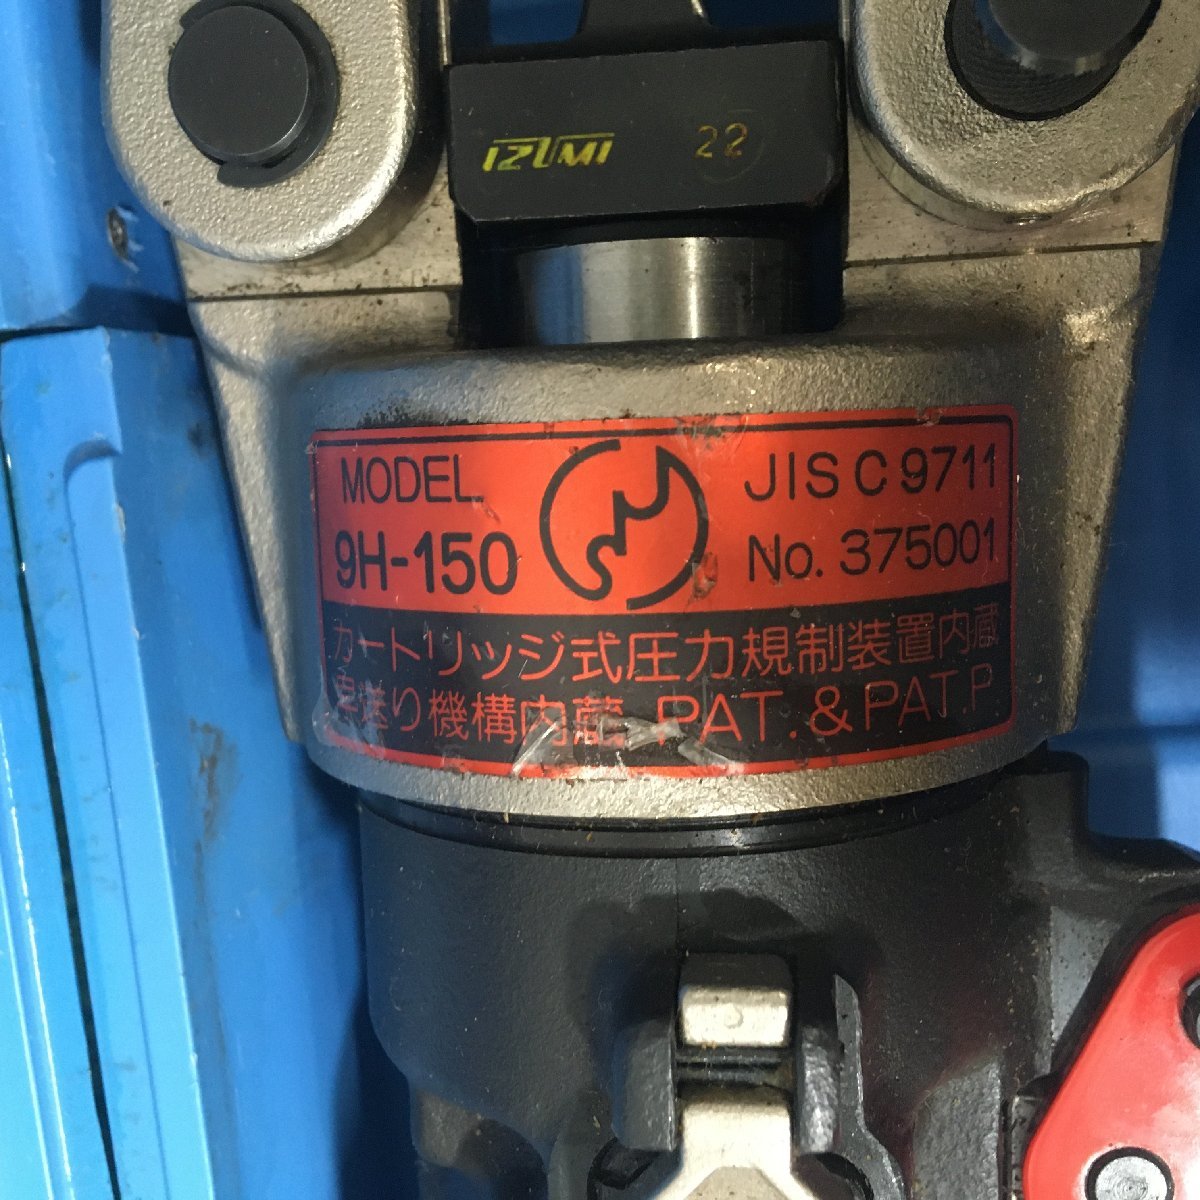 IZUMI 22
MODEL JIS C 9711
9H-150 No. 375001
カートリッジ式圧力規制装置内蔵
早送り機構内蔵 PAT. & PAT.P